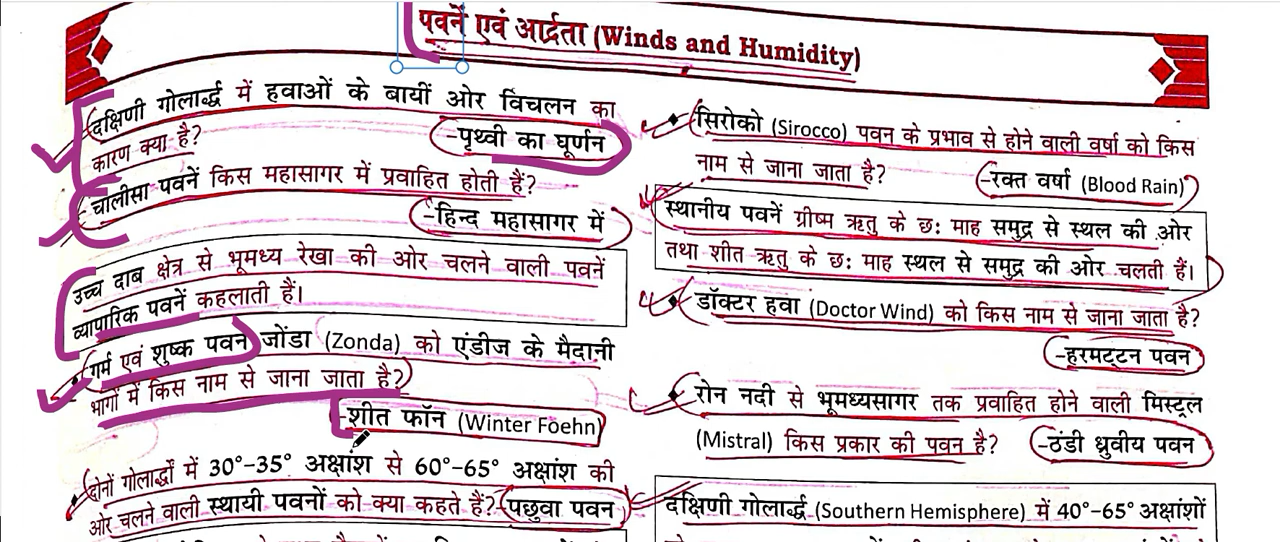 पवनें एवं आर्द्रता (Winds and Humidity)
दक्षिणी गोलार्द्ध में हवाओं के बायीं ओर विचलन का
कारण क्या है?
-पृथ्वी का घूर्णन
चालीसा पवनें किस महासागर में प्रवाहित होती हैं?
-हिन्द महासागर में
उच्च दाब क्षेत्र से भूमध्य रेखा की ओर चलने वाली पवनें
व्यापारिक पवनें कहलाती हैं।
गर्म एवं शुष्क पवन जोंडा (Zonda) को एंडीज के मैदानी
भागों में किस नाम से जाना जाता है?
-शीत फॉन (Winter Foehn)
दोनों गोलार्द्धों में 30°-35° अक्षांश से 60°-65° अक्षांश की
ओर चलने वाली स्थायी पवनों को क्या कहते हैं? -पछुवा पवन
सिरोको (Sirocco) पवन के प्रभाव से होने वाली वर्षा को किस
नाम से जाना जाता है?
-रक्त वर्षा (Blood Rain)
स्थानीय पवनें ग्रीष्म ऋतु के छः माह समुद्र से स्थल की ओर
तथा शीत ऋतु के छः माह स्थल से समुद्र की ओर चलती हैं।
डॉक्टर हवा (Doctor Wind) को किस नाम से जाना जाता है?
-हरमट्टन पवन
रोन नदी से भूमध्यसागर तक प्रवाहित होने वाली मिस्ट्रल
(Mistral) किस प्रकार की पवन है? -ठंडी ध्रुवीय पवन
दक्षिणी गोलार्द्ध (Southern Hemisphere) में 40°-65° अक्षांशों